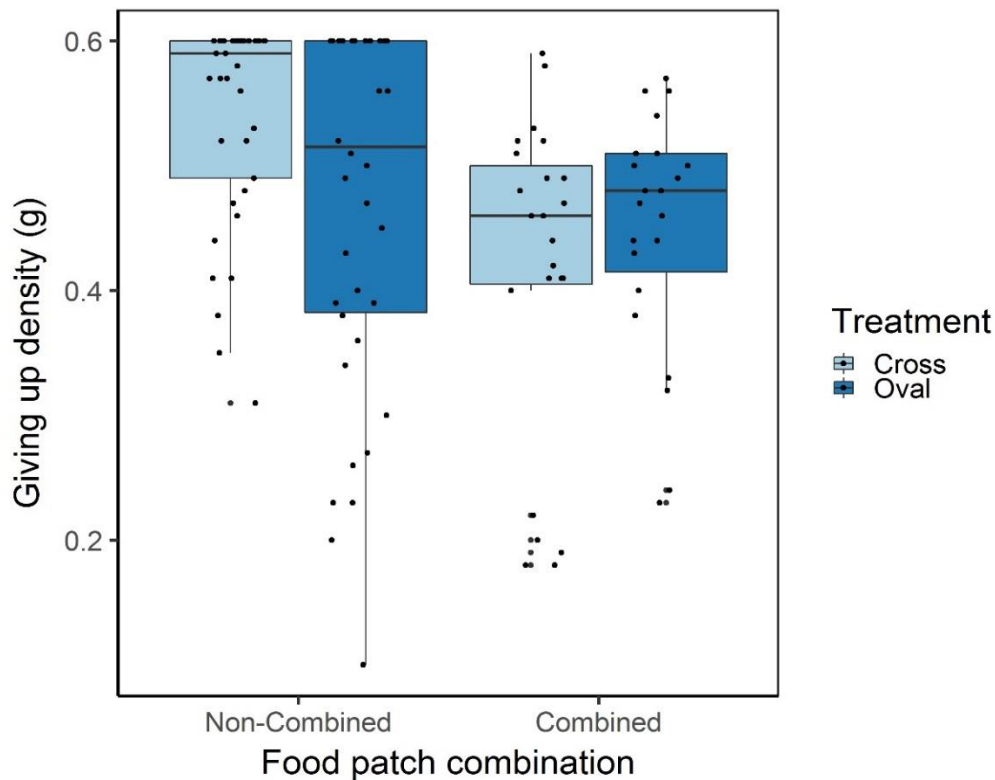 0.6
0.4
0.2
Giving up density (g)
Non-Combined
Combined
Food patch combination
Treatment
Cross
Oval